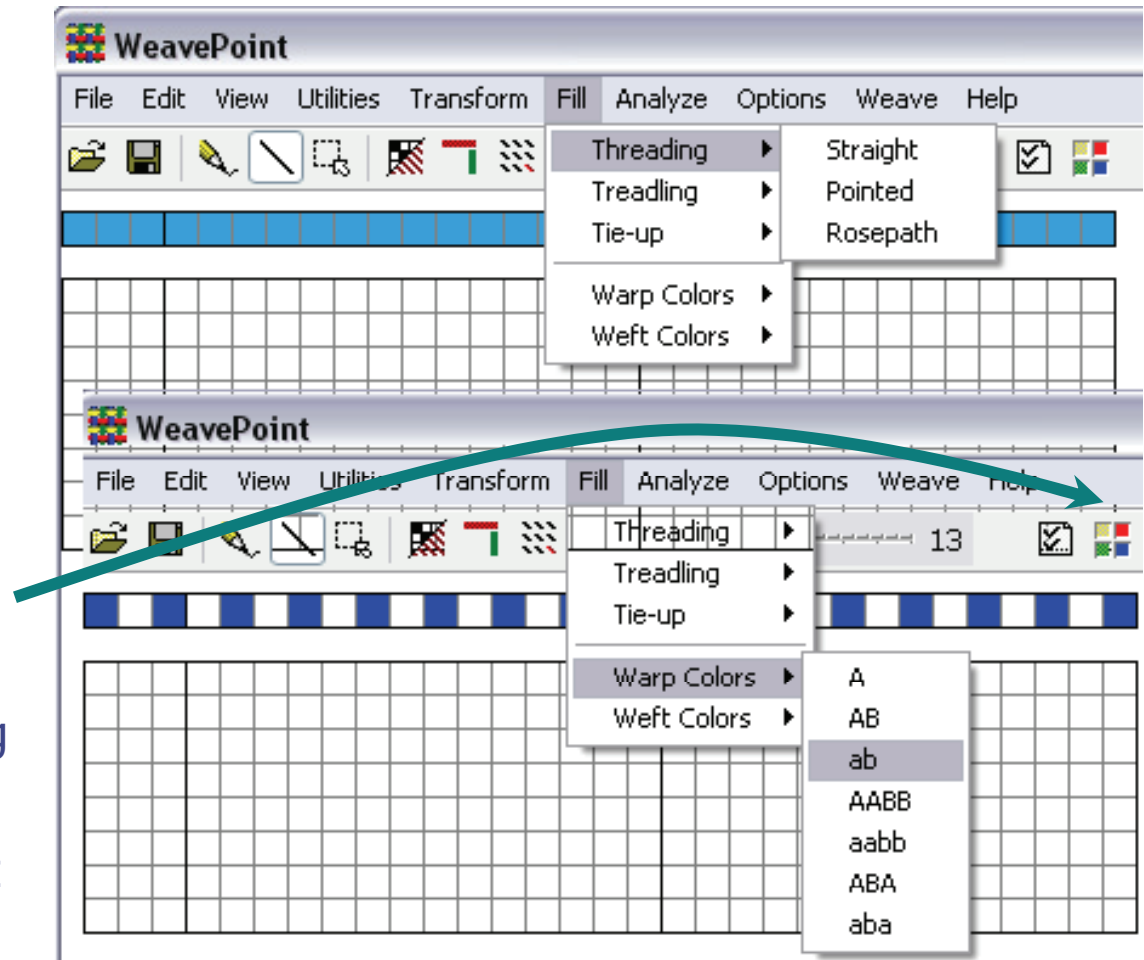 WeavePoint
File Edit View Utilities Transform Fill Analyze Options Weave Help
Threading
Treadling
Tie-up
Warp Colors
Weft Colors
Straight
Pointed
Rosepath
WeavePoint
File Edit View Utilities Transform Fill Analyze Options Weave Help
Threading
Treadling
Tie-up
Warp Colors
Weft Colors
13
A
AB
ab
AABB
aabb
ABA
aba
g